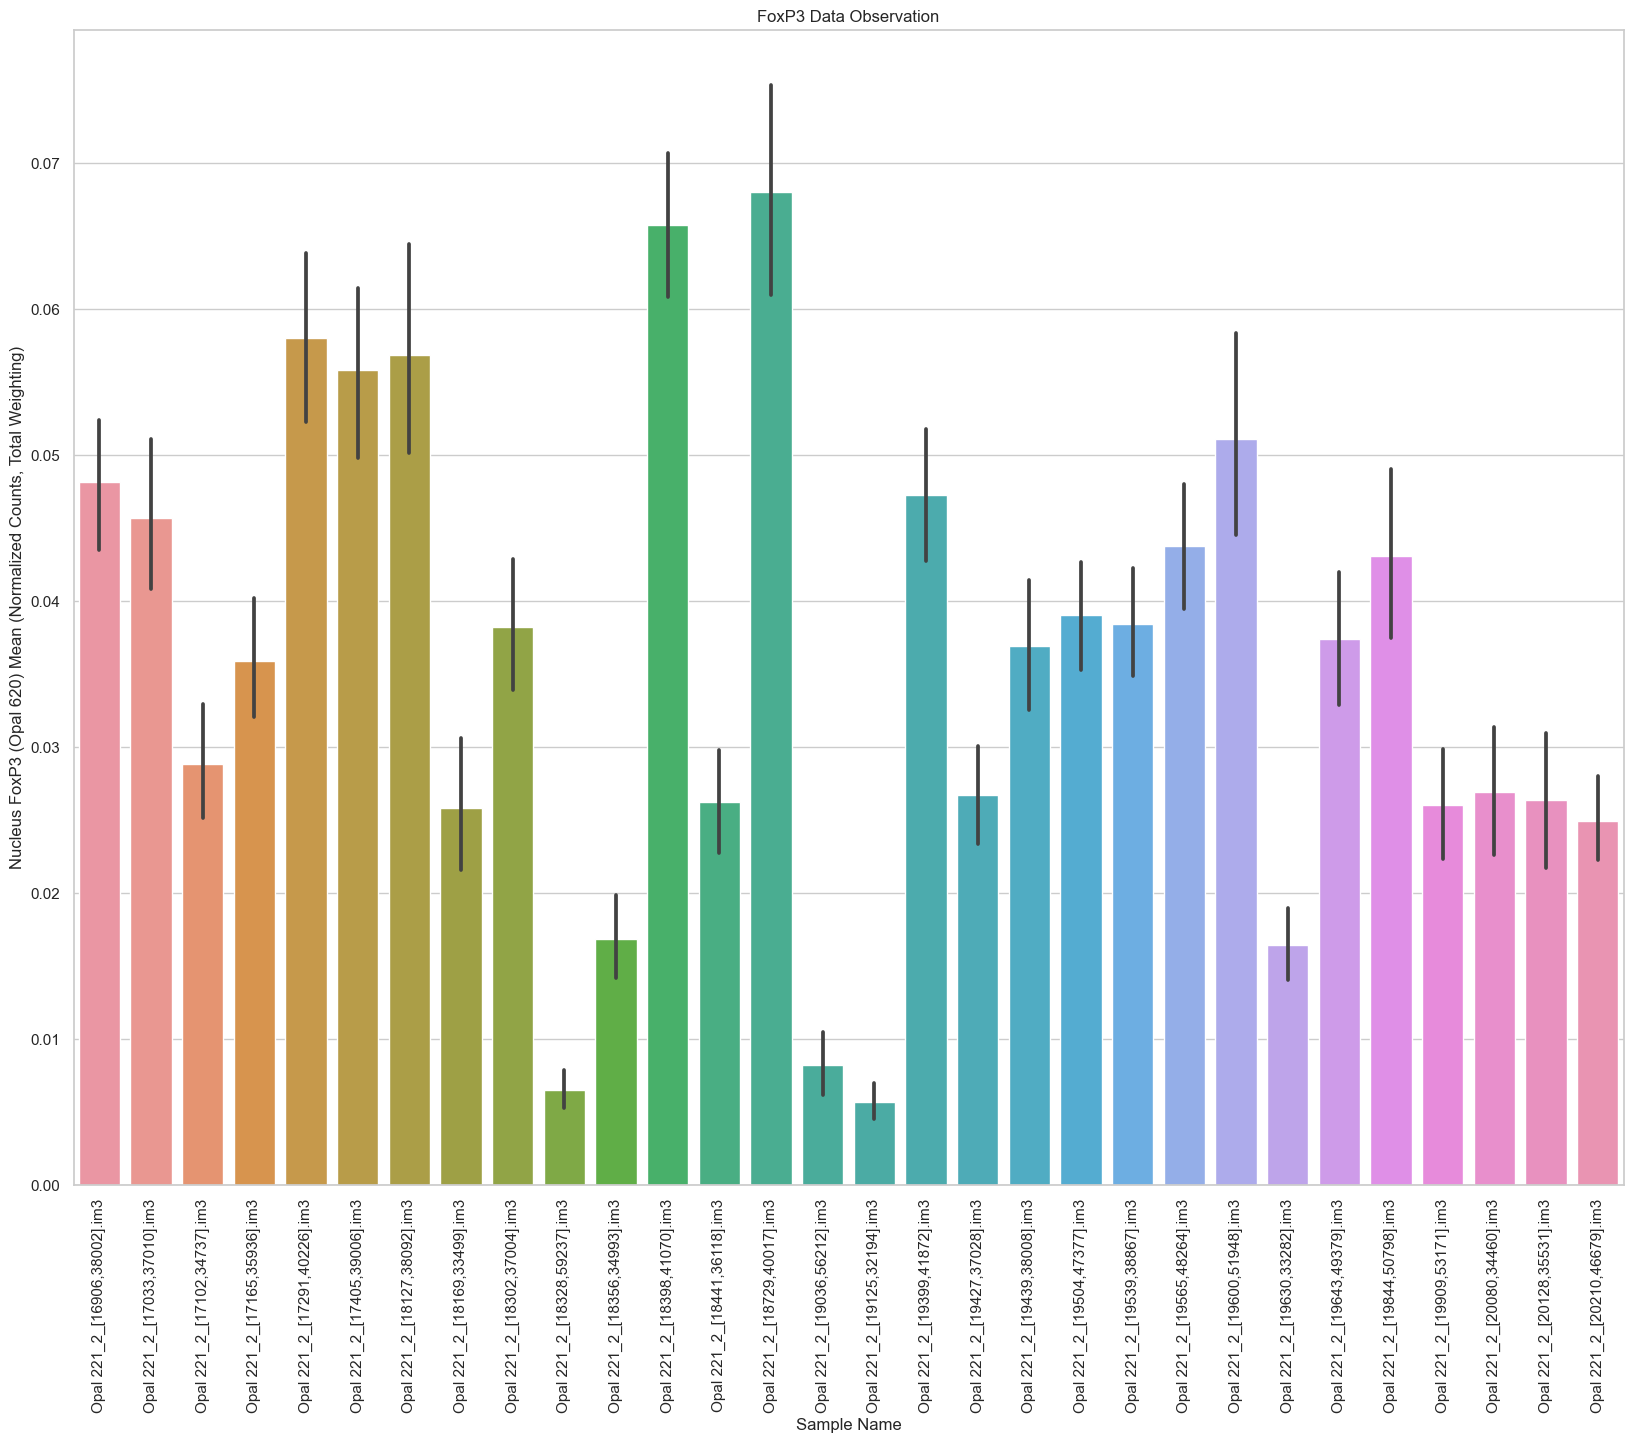 FoxP3 Data Observation
Nucleus FoxP3 (Opal 620) Mean (Normalized Counts, Total Weighting)
0.07
0.06
0.05
0.04
0.03
0.02
0.01
0.00
Opal 221_2_[16906,38002].im3
Opal 221_2_[17033,37010].im3
Opal 221_2_[17102,34737].im3
Opal 221_2_[17165,35936].im3
Opal 221_2_[17291,40226].im3
Opal 221_2_[17405,39006].im3
Opal 221_2_[18127,38092].im3
Opal 221_2_[18169,33499].im3
Opal 221_2_[18302,37004].im3
Opal 221_2_[18328,59237].im3
Opal 221_2_[18356,34993].im3
Opal 221_2_[18398,41070].im3
Opal 221_2_[18441,36118].im3
Opal 221_2_[18729,40017].im3
Opal 221_2_[19036,56212].im3
Opal 221_2_[19125,32194].im3
Opal 221_2_[19399,41872].im3
Opal 221_2_[19427,37028].im3
Opal 221_2_[19439,38008].im3
Opal 221_2_[19504,47377].im3
Opal 221_2_[19539,38867].im3
Opal 221_2_[19565,48264].im3
Opal 221_2_[19600,51948].im3
Opal 221_2_[19630,33282].im3
Opal 221_2_[19643,49379].im3
Opal 221_2_[19844,50798].im3
Opal 221_2_[19909,53171].im3
Opal 221_2_[20080,34460].im3
Opal 221_2_[20128,35531].im3
Opal 221_2_[20210,46679].im3
Sample Name